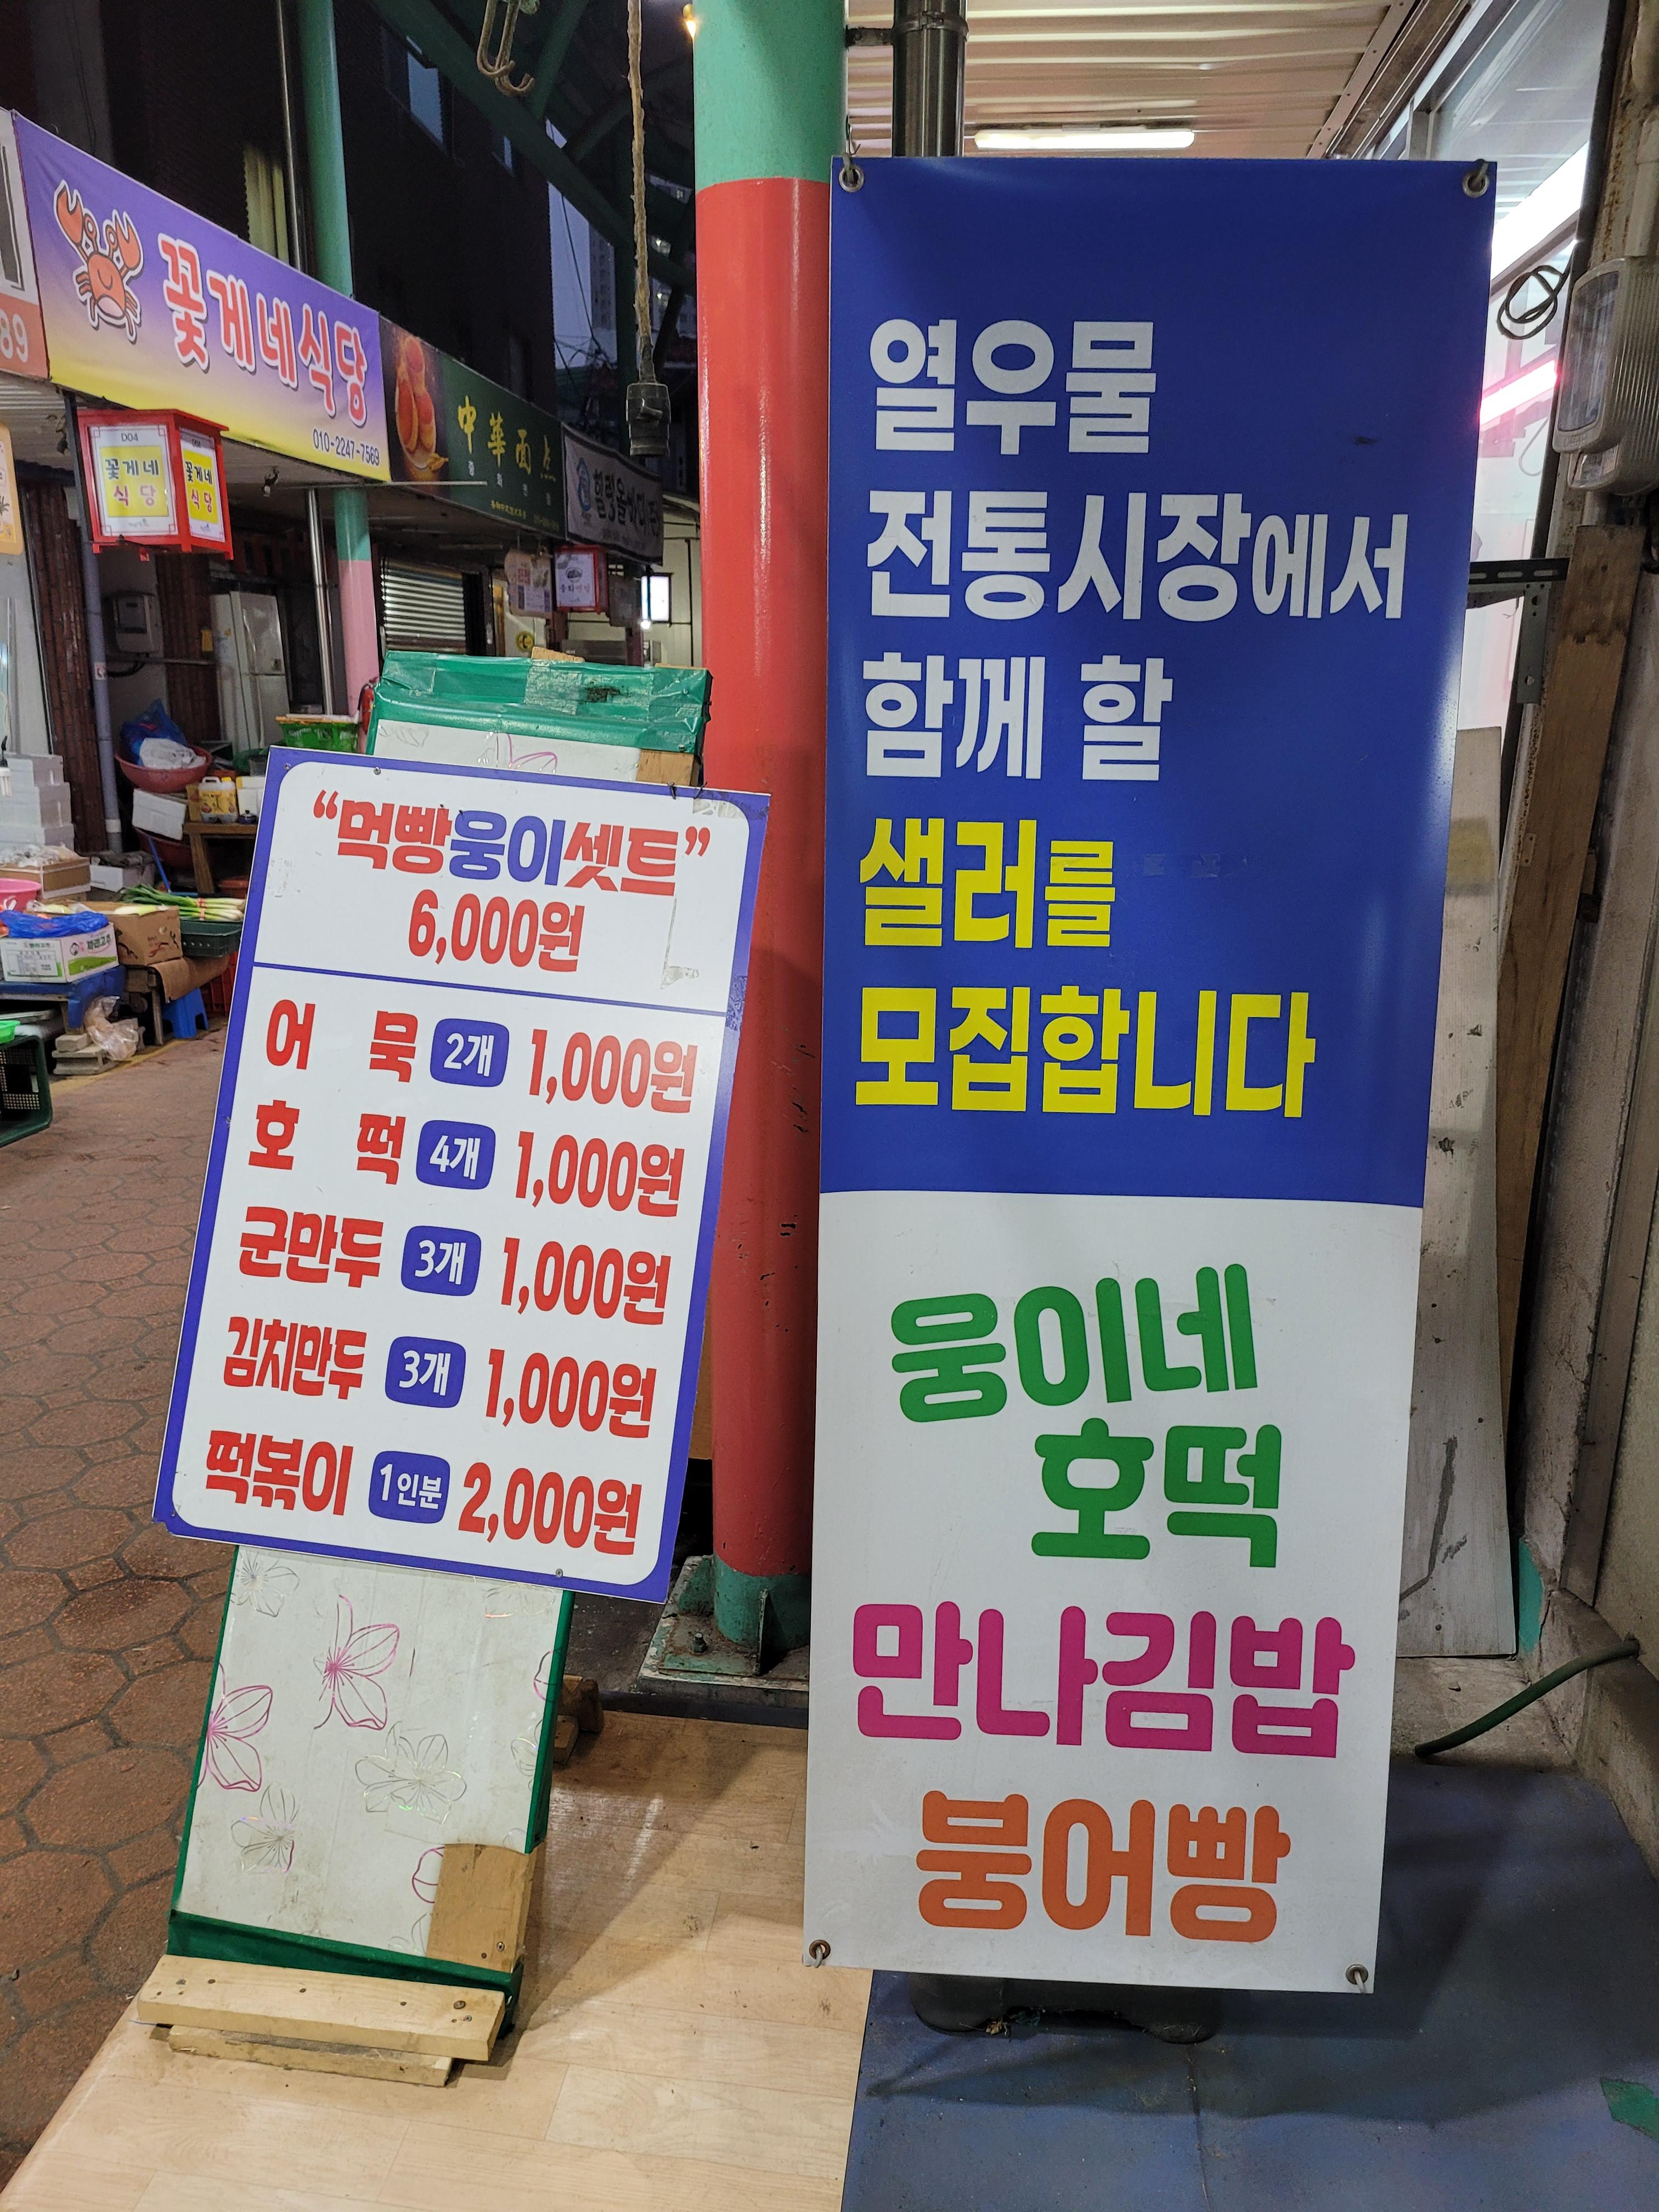 꽃게네식당
010-2247-7569
D04
꽃게네
식당
꽃게네
식당
中華面点
"먹빵웅이셋트"
6,000원
어 묵 2개 1,000원
호 떡 4개 1,000원
군만두 3개 1,000원
김치만두 3개 1,000원
떡볶이 1인분 2,000원
열우물
전통시장에서
함께 할
샐러를
모집합니다
웅이네
호떡
만나김밥
붕어빵